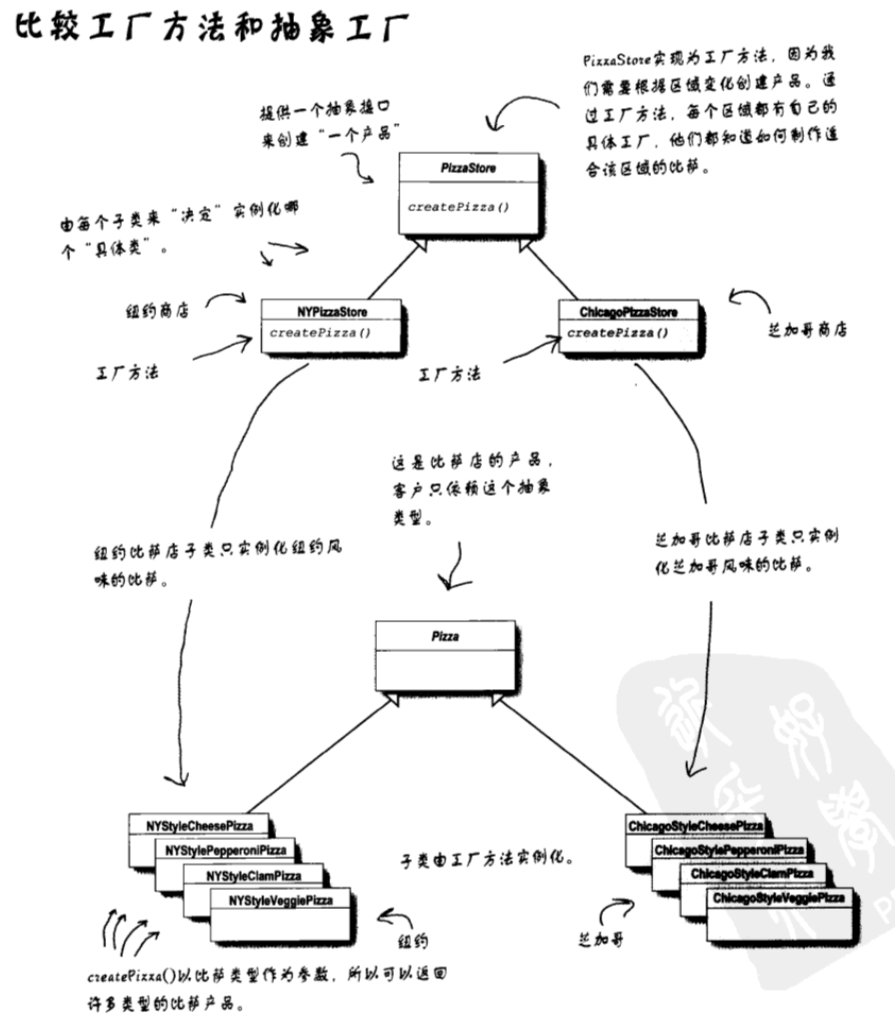 比较工厂方法和抽象工厂
PizzaStore实现为工厂方法，因为我
们需要根据区域变化创建产品。通
过工厂方法，每个区域都有自己的
具体工厂，他们都知道如何制作适
合该区域的比萨。
提供一个抽象接口
来创建“一个产品”
PizzaStore
createPizza()
由每个子类来“决定”实例化哪
个“具体类”。
纽约商店
NYPizzaStore
createPizza()
ChicagoPizzaStore
createPizza()
芝加哥商店
工厂方法
工厂方法
这是比萨店的产品，
客户只依赖这个抽象
类型。
纽约比萨店子类只实例化纽约风
味的比萨。
芝加哥比萨店子类只实例
化芝加哥风味的比萨。
Pizza
NYStyleCheesePizza
NYStylePepperoniPizza
NYStyleClamPizza
NYStyleVeggiePizza
子类由工厂方法实例化。
ChicagoStyleCheesePizza
ChicagoStylePepperoniPizza
ChicagoStyleClamPizza
ChicagoStyleVeggiePizza
纽约
芝加哥
createPizza()以比萨类型作为参数，所以可以返回
许多类型的比萨产品。